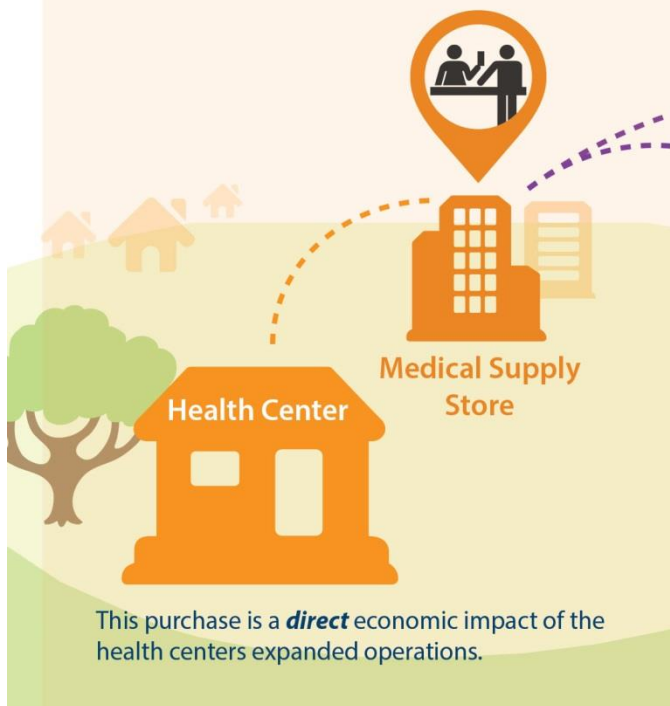 Medical Supply
Store
Health Center
This purchase is a direct economic impact of the
health centers expanded operations.